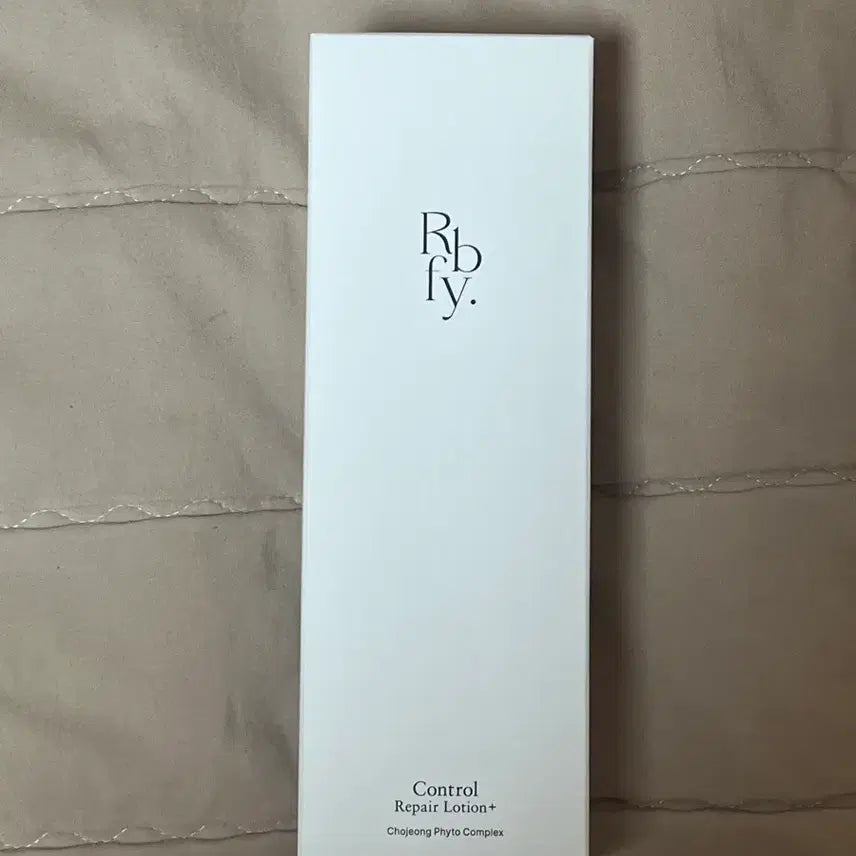 Rb
fy.
Control
Repair Lotion+
Chojeong Phyto Complex